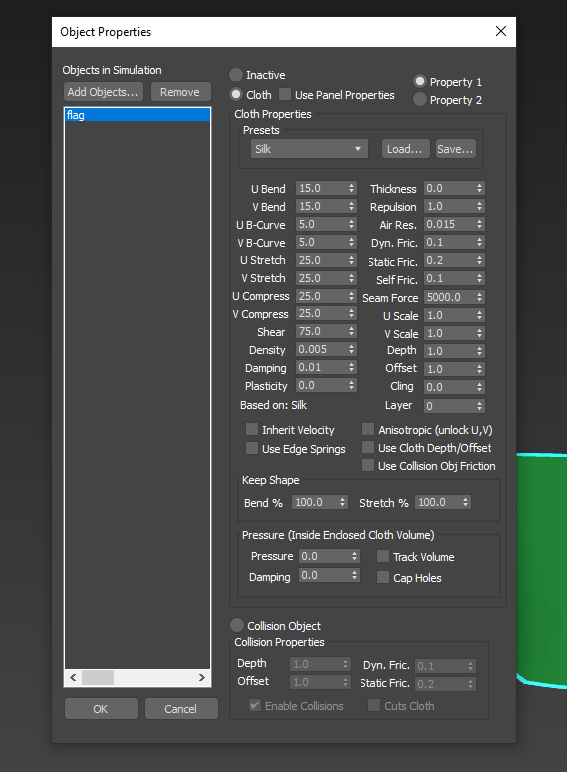 Object Properties
Objects in Simulation
Add Objects...
Remove
flag
OK
Cancel
Inactive
Cloth
Use Panel Properties
Property 1
Property 2
Cloth Properties
Presets
Silk
Load...
Save...
U Bend 15.0 Thickness 0.0
V Bend 15.0 Repulsion 1.0
U B-Curve 5.0 Air Res. 0.015
V B-Curve 5.0 Dyn. Fric. 0.1
U Stretch 25.0 Static Fric. 0.2
V Stretch 25.0 Self Fric. 0.1
U Compress 25.0 Seam Force 5000.0
V Compress 25.0 U Scale 1.0
Shear 75.0 V Scale 1.0
Density 0.005 Depth 1.0
Damping 0.01 Offset 1.0
Plasticity 0.0 Cling 0.0
Based on: Silk Layer 0
Inherit Velocity Anisotropic (unlock U,V)
Use Edge Springs Use Cloth Depth/Offset
Use Collision Obj Friction
Keep Shape
Bend % 100.0 Stretch % 100.0
Pressure (Inside Enclosed Cloth Volume)
Pressure 0.0 Track Volume
Damping 0.0 Cap Holes
Collision Object
Collision Properties
Depth 1.0 Dyn. Fric. 0.1
Offset 1.0 Static Fric. 0.2
Enable Collisions Cuts Cloth